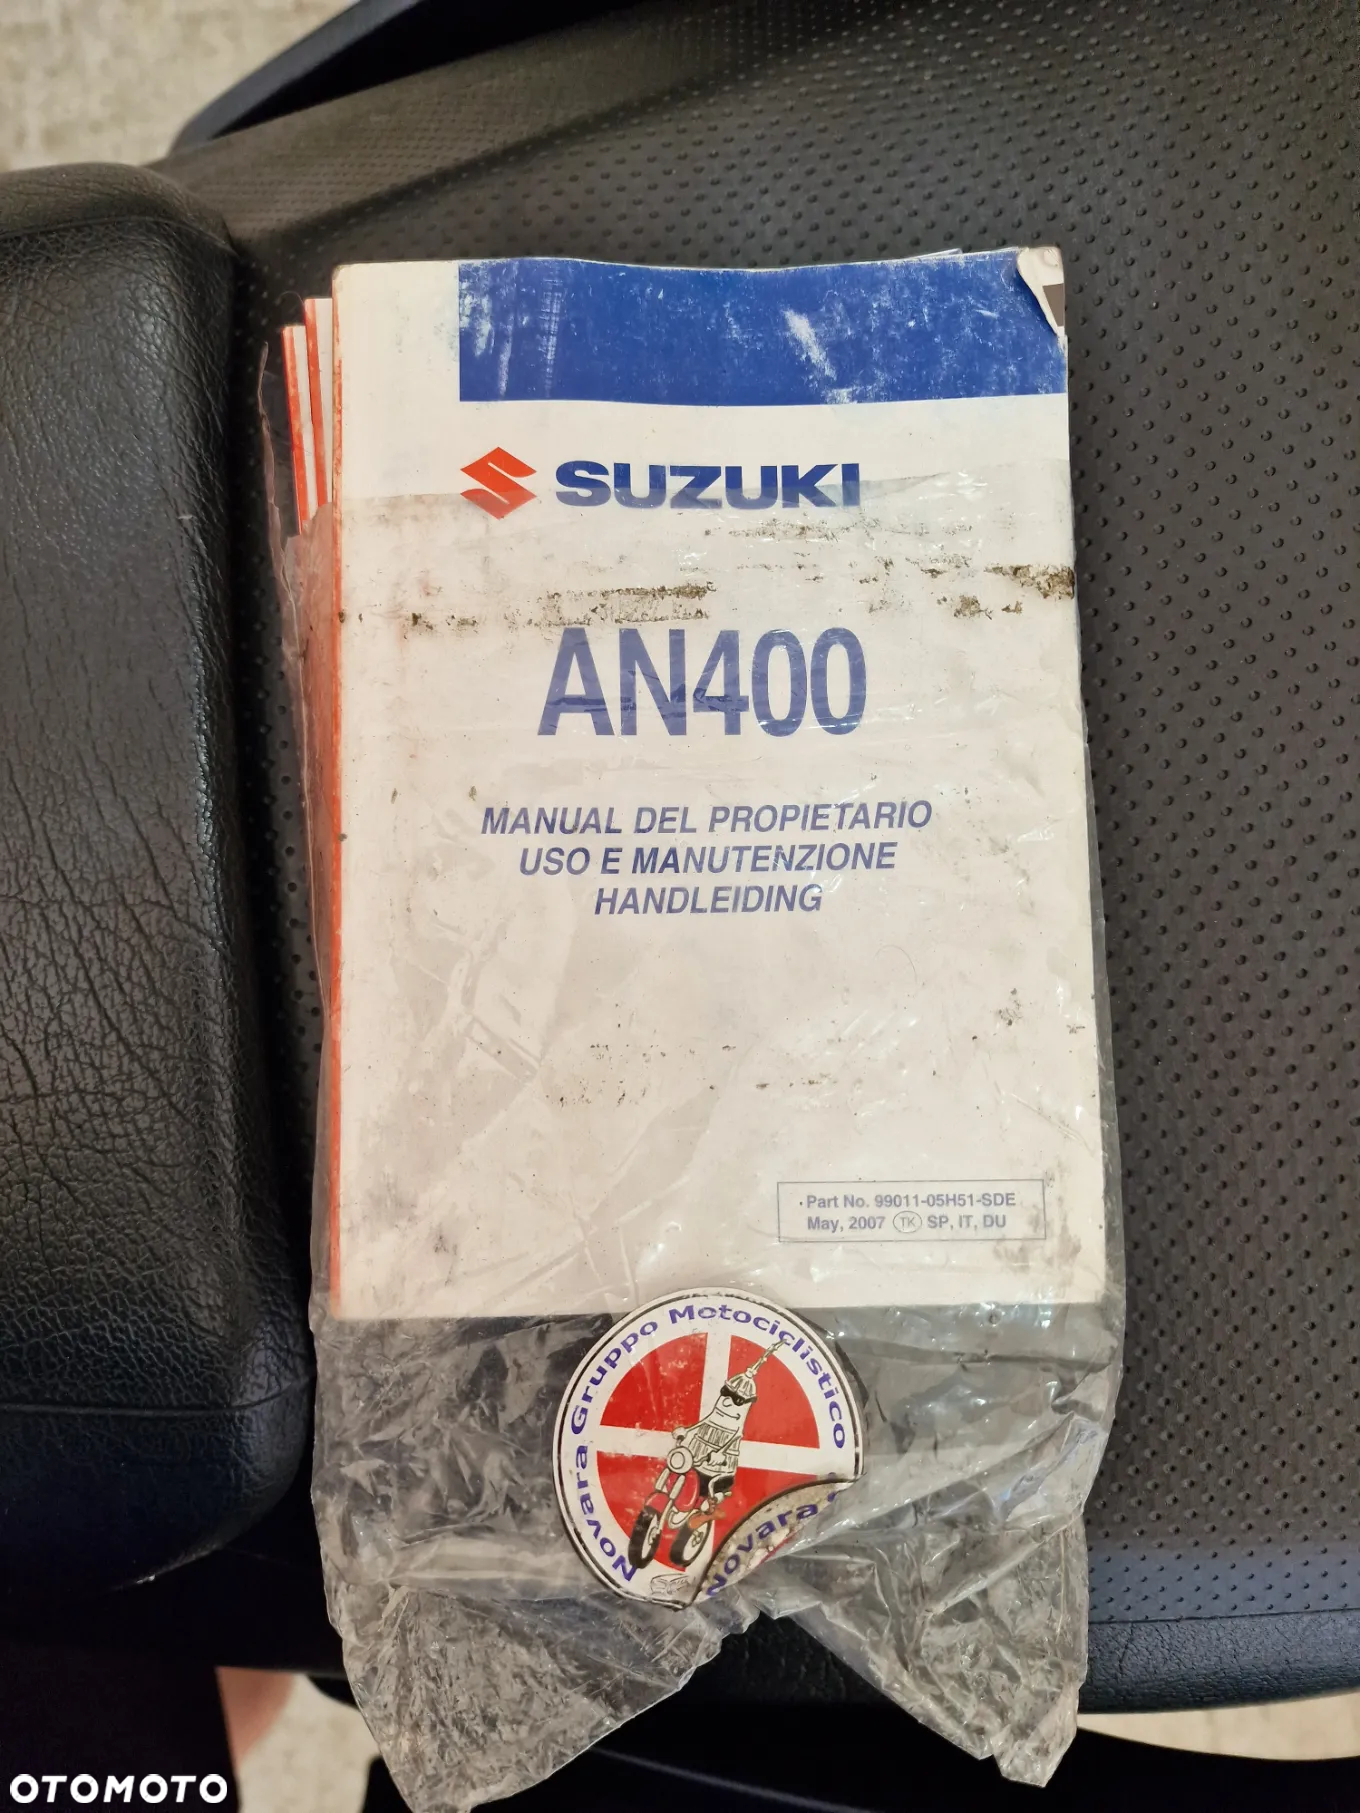 SUZUKI
AN400
MANUAL DEL PROPIETARIO
USO E MANUTENZIONE
HANDLEIDING
Part No. 99011-05H51-SDE
May, 2007 TK SP, IT, DU
Novara Gruppo Motociclistico
Novara
OTOMOTO